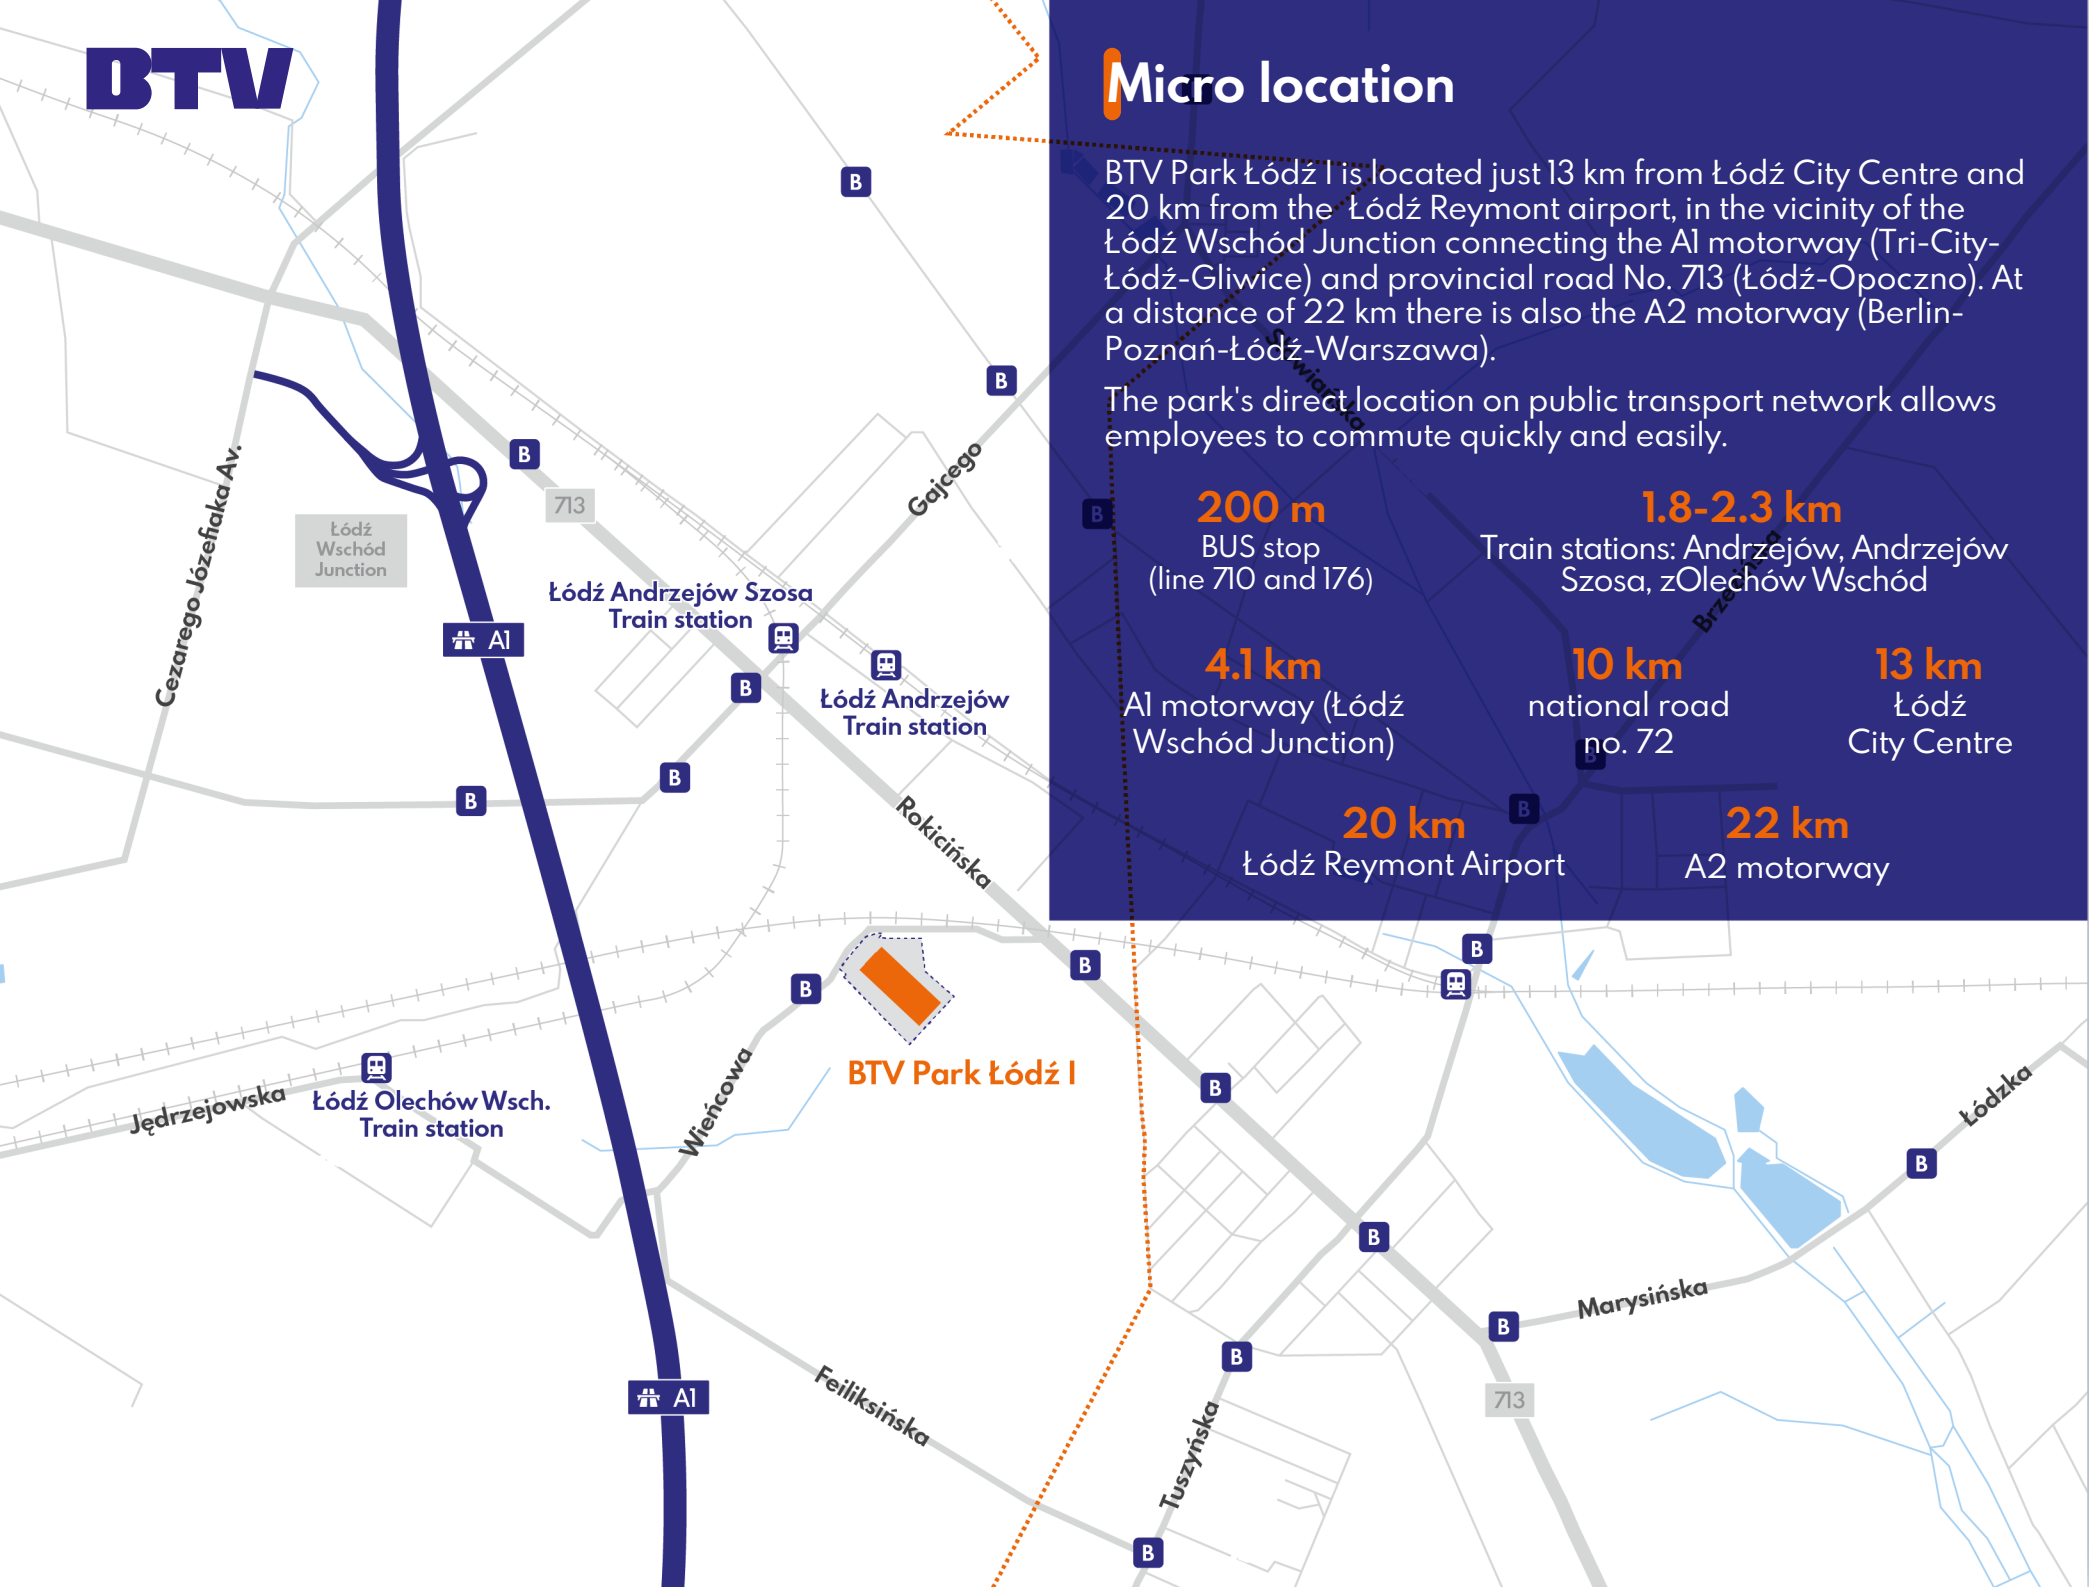 BTV
Micro location
BTV Park Łódź I is located just 13 km from Łódź City Centre and
20 km from the Łódź Reymont airport, in the vicinity of the
Łódź Wschód Junction connecting the A1 motorway (Tri-City-
Łódź-Gliwice) and provincial road No. 713 (Łódź-Opoczno). At
a distance of 22 km there is also the A2 motorway (Berlin-
Poznań-Łódź-Warszawa).
The park's direct location on public transport network allows
employees to commute quickly and easily.
200 m
BUS stop
(line 710 and 176)
1.8-2.3 km
Train stations: Andrzejów, Andrzejów
Szosa, zOlechów Wschód
4.1 km
A1 motorway (Łódź
Wschód Junction)
10 km
national road
no. 72
13 km
Łódź
City Centre
20 km
Łódź Reymont Airport
22 km
A2 motorway
B
B
B
Gajcego
713
Cezarego Józefiaka Av.
Łódź
Wschód
Junction
A1
Łódź Andrzejów Szosa
Train station
B
Łódź Andrzejów
Train station
B
B
B
B
B
Rokicińska
B
B
B
BTV Park Łódź I
Wieńcowa
Jędrzejowska
Łódź Olechów Wsch.
Train station
B
B
Łódzka
B
B
Marysińska
B
713
A1
Feiliksińska
Tuszyńska
B
B